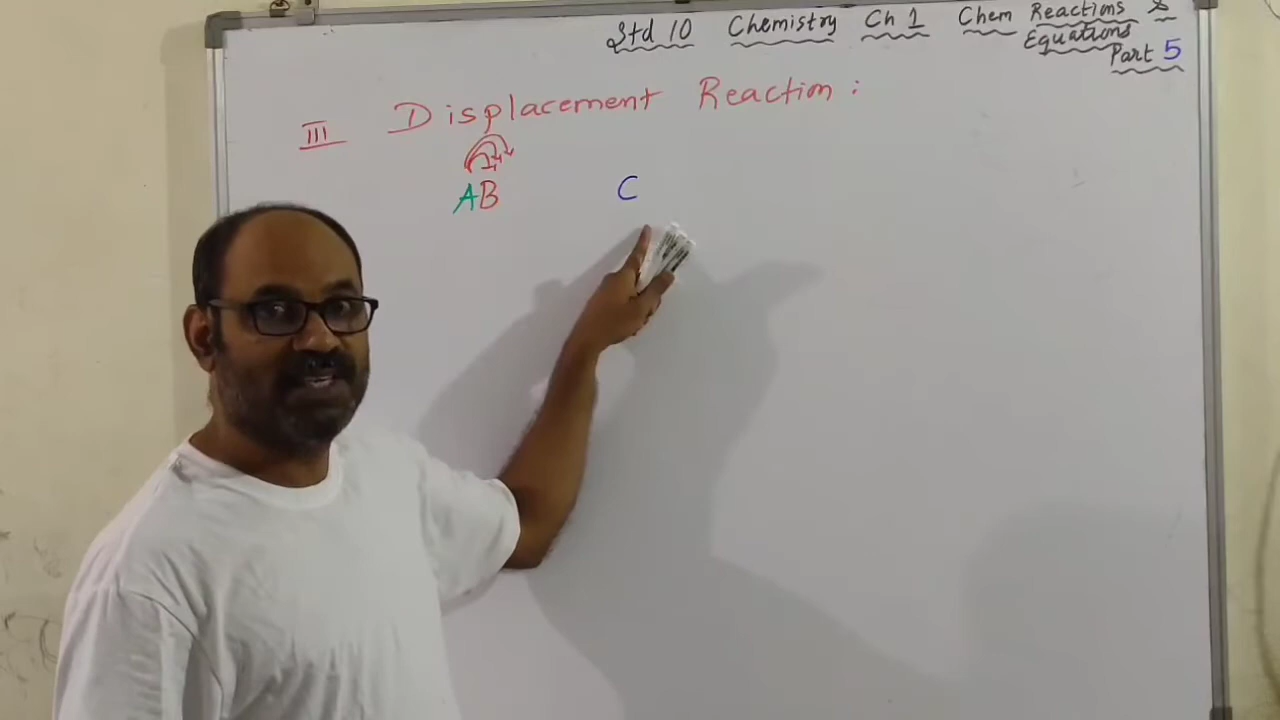 Std 10 Chemistry Ch 1 Chem Reactions &
Equations
Part 5
III Displacement Reaction :
AB C